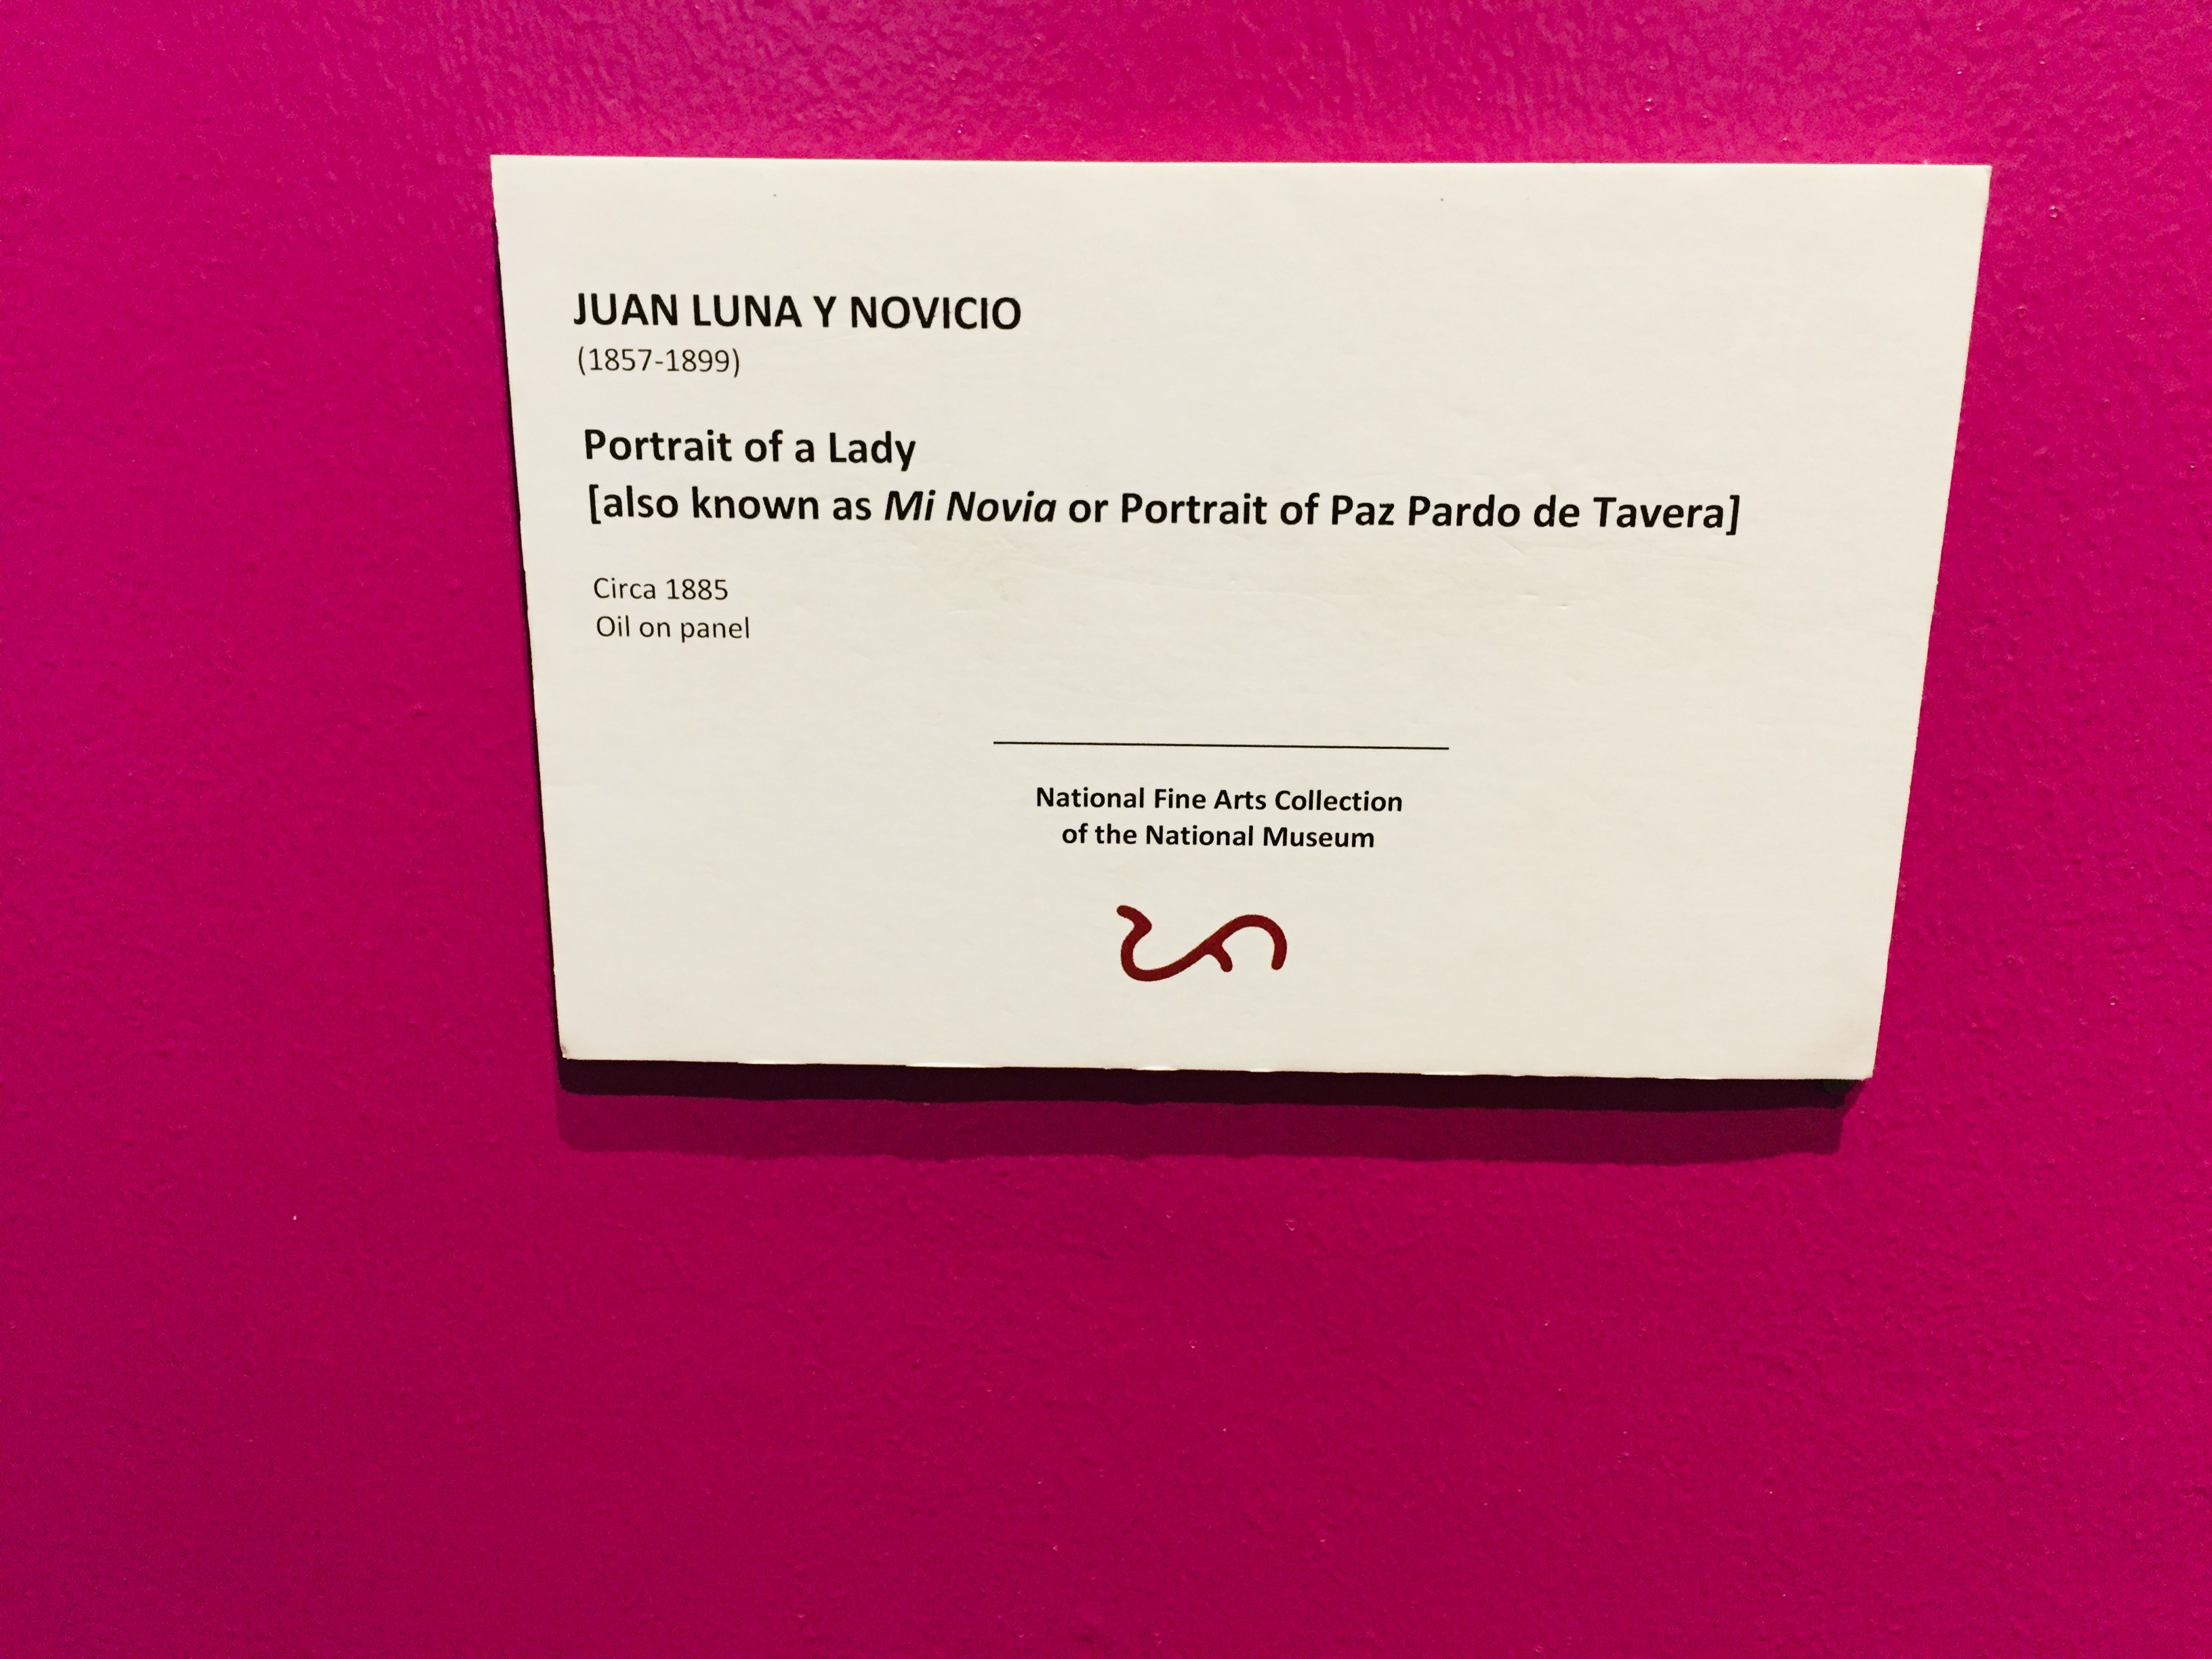 JUAN LUNA Y NOVICIO
(1857-1899)
Portrait of a Lady
[also known as Mi Novia or Portrait of Paz Pardo de Tavera]
Circa 1885
Oil on panel
National Fine Arts Collection
of the National Museum